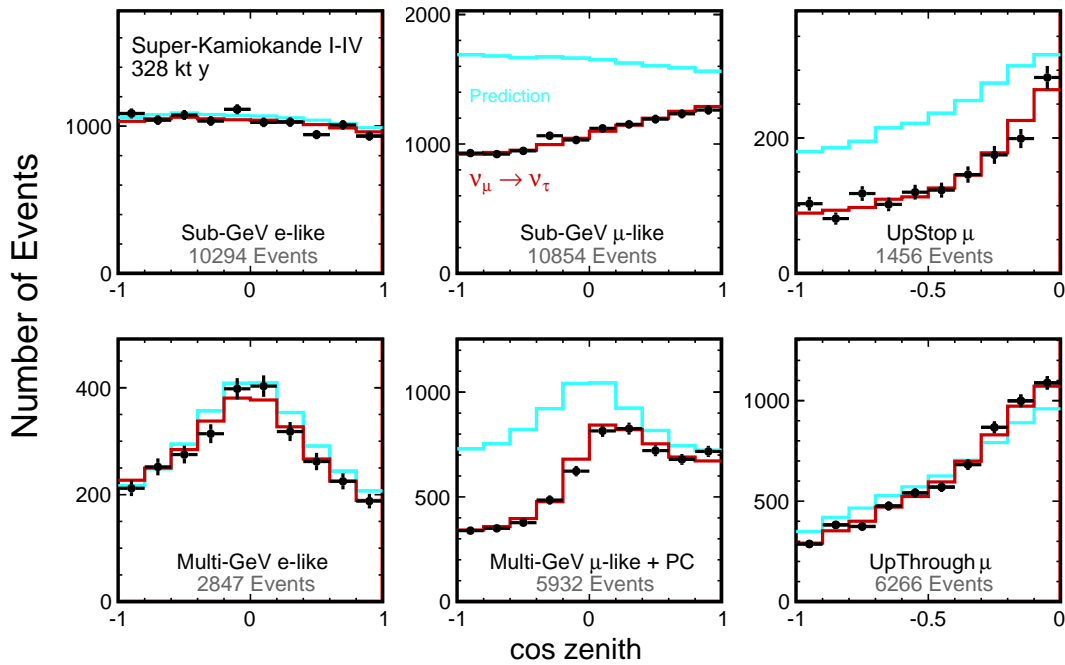 Number of Events
Super-Kamiokande I-IV
328 kt y
1000
0
Sub-GeV e-like
10294 Events
-1
0
1
2000
1000
0
Prediction
νμ → ντ
Sub-GeV μ-like
10854 Events
-1
0
1
200
0
UpStop μ
1456 Events
-1
-0.5
0
400
200
0
Multi-GeV e-like
2847 Events
-1
0
1
1000
500
0
Multi-GeV μ-like + PC
5932 Events
-1
0
1
1000
500
0
UpThrough μ
6266 Events
-1
-0.5
0
cos zenith